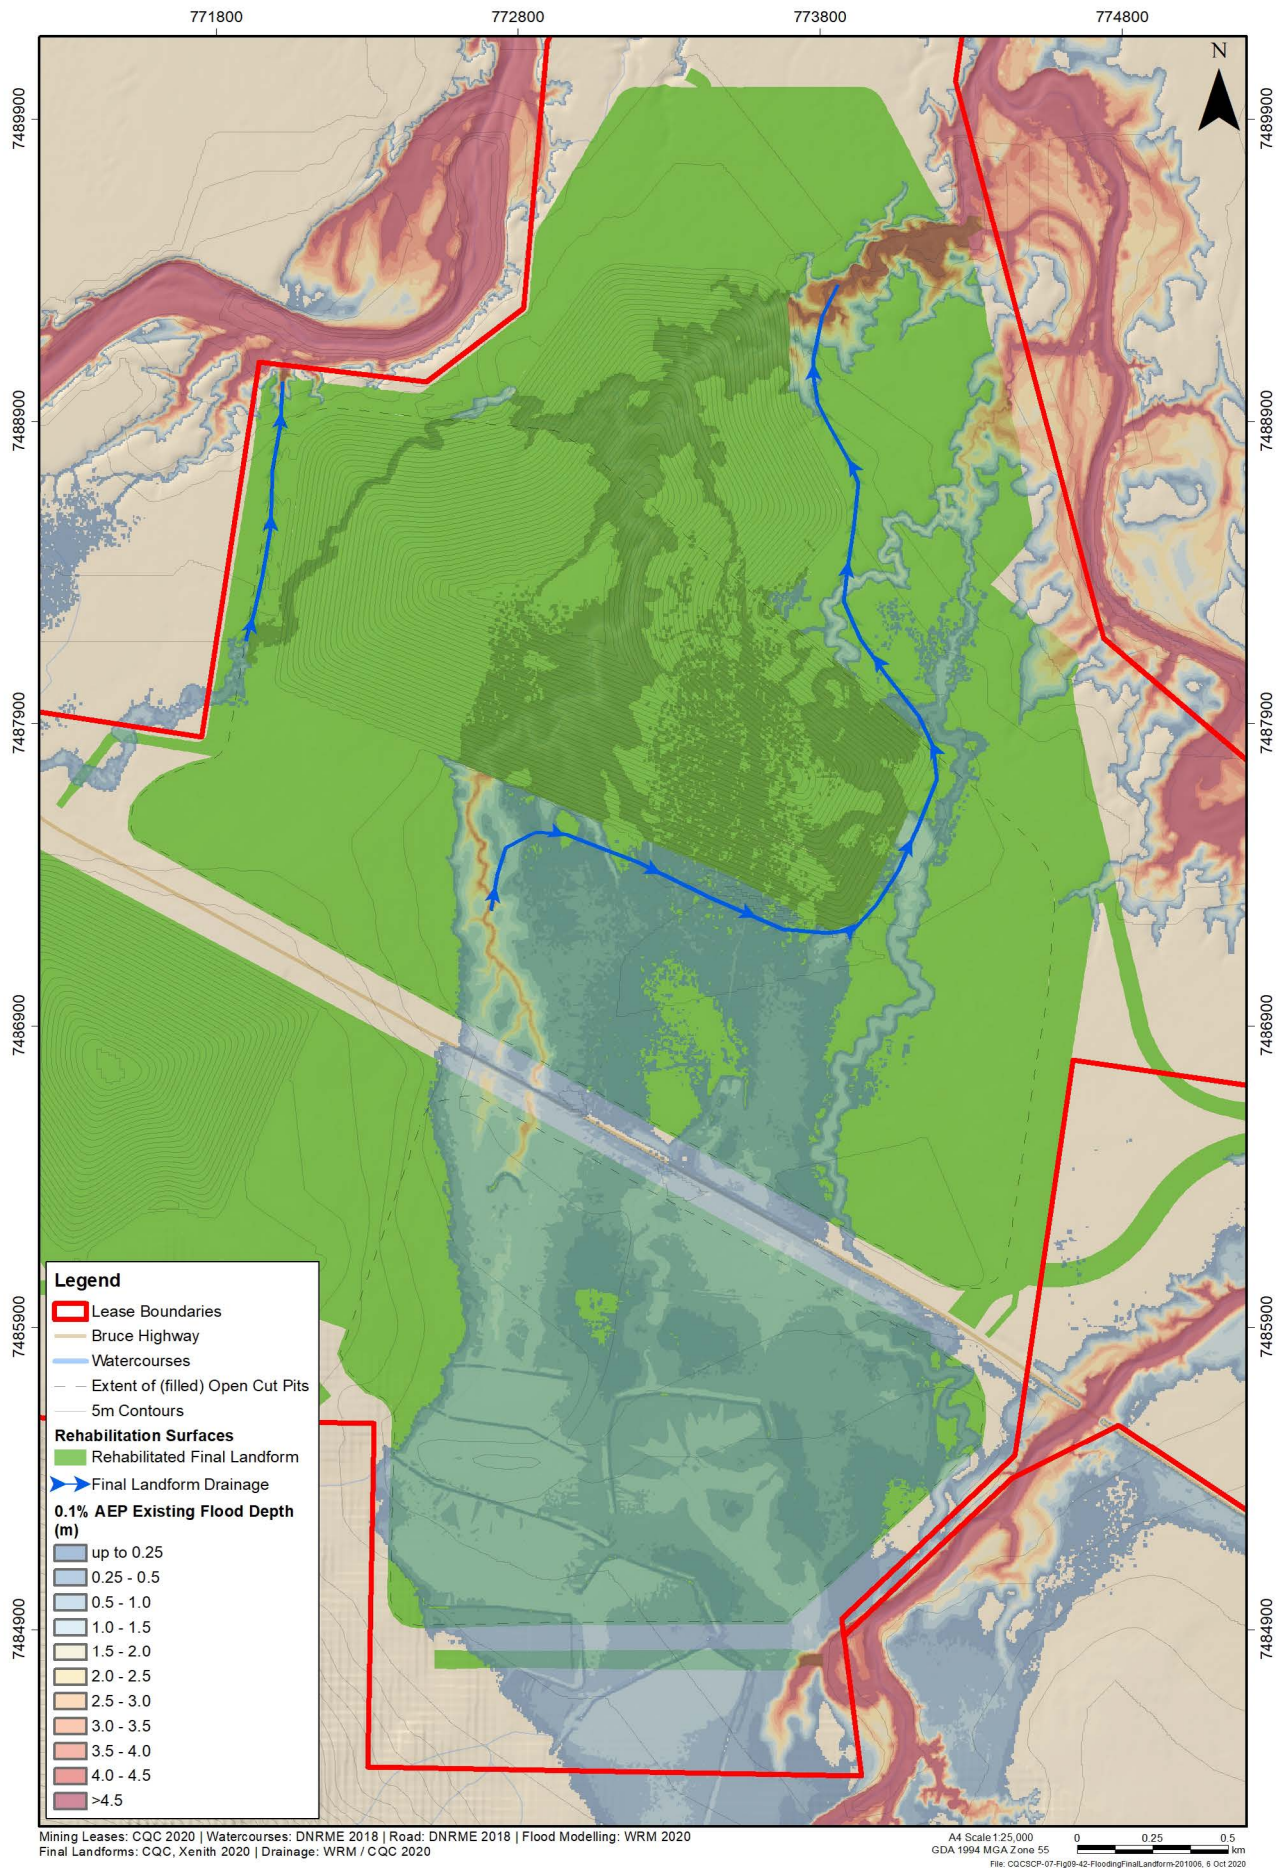 771800 772800 773800 774800
N
7489900 7489900
7488900 7488900
7487900 7487900
7486900 7486900
7485900 7485900
7484900 7484900
Legend
Lease Boundaries
Bruce Highway
Watercourses
Extent of (filled) Open Cut Pits
5m Contours
Rehabilitation Surfaces
Rehabilitated Final Landform
Final Landform Drainage
0.1% AEP Existing Flood Depth
(m)
up to 0.25
0.25 - 0.5
0.5 - 1.0
1.0 - 1.5
1.5 - 2.0
2.0 - 2.5
2.5 - 3.0
3.0 - 3.5
3.5 - 4.0
4.0 - 4.5
>4.5
Mining Leases: CQC 2020 | Watercourses: DNRME 2018 | Road: DNRME 2018 | Flood Modelling: WRM 2020
Final Landforms: CQC, Xenith 2020 | Drainage: WRM / CQC 2020
A4 Scale 1:25,000
GDA 1994 MGA Zone 55
0 0.25 0.5
km
File: CQCSCP-07-Fig09-42-FloodingFinalLandform-201006, 6 Oct 2020